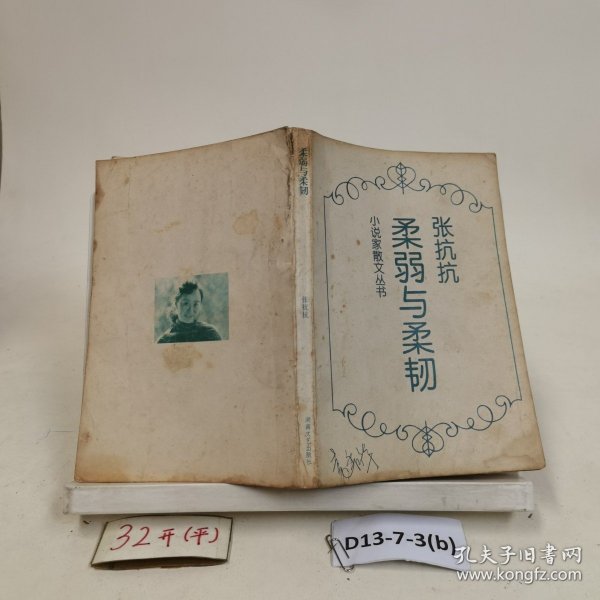 张抗抗
柔弱与柔韧
小说家散文丛书
柔弱与柔韧
张抗抗
32开(平)
D13-7-3(b)
孔夫子旧书网
www.kongfz.com